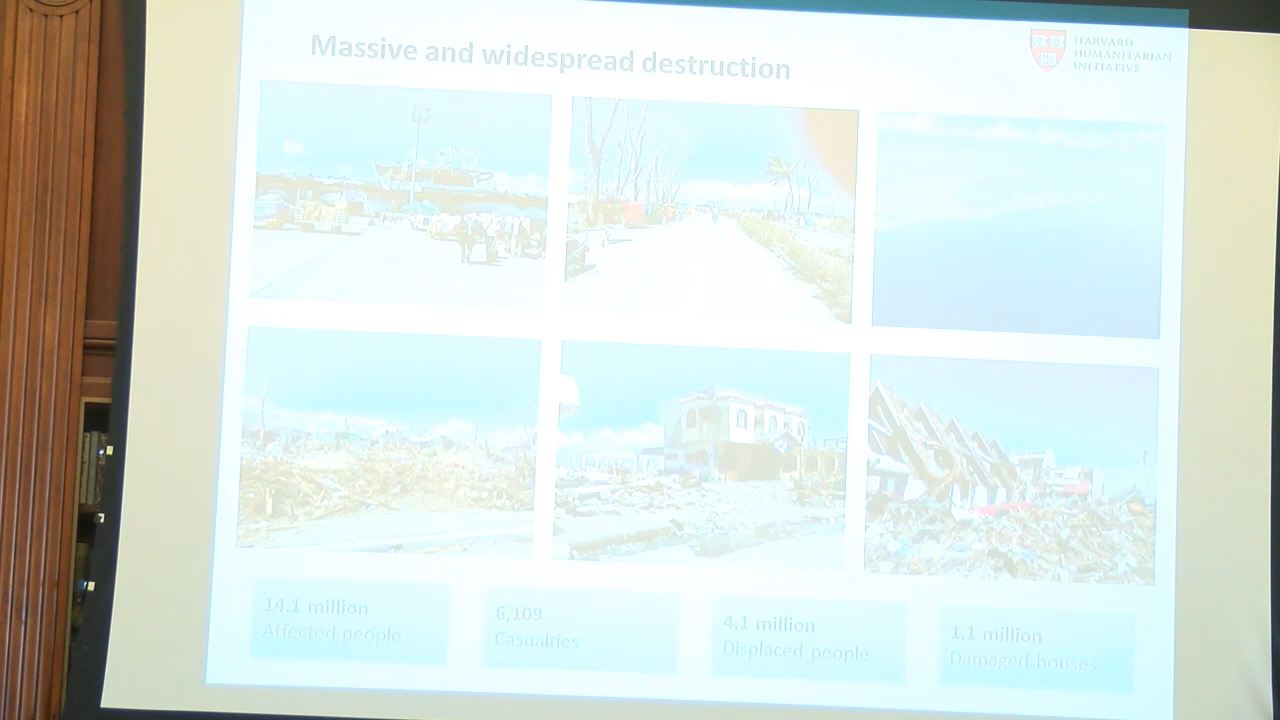 Massive and widespread destruction
HARVARD
HUMANITARIAN
INITIATIVE
14.1 million
Affected people
6,109
Casualties
4.1 million
Displaced people
1.1 million
Damaged houses